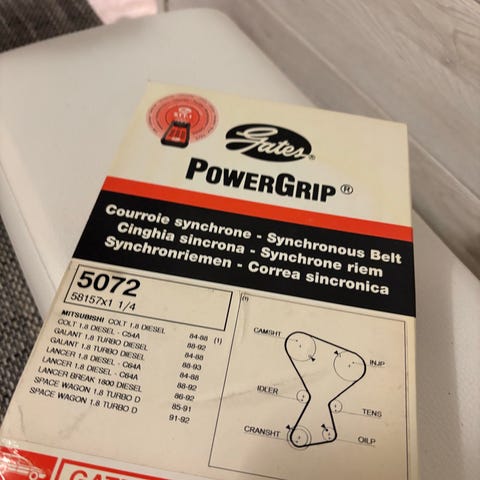 Gates®
POWERGRIP®
Courroie synchrone - Synchronous Belt
Cinghia sincrona - Synchrone riem
Synchronriemen - Correa sincronica
5072
58157x1 1/4
MITSUBISHI COLT 1.8 DIESEL 84-88 (1)
COLT 1.8 DIESEL - C54A 88-92
GALANT 1.8 TURBO DIESEL 84-88
GALANT 1.8 TURBO DIESEL 88-93
LANCER 1.8 DIESEL - C64A 84-88
LANCER 1.8 DIESEL - C64A 88-92
LANCER BREAK 1800 DIESEL 86-92
SPACE WAGON 1.8 TURBO D 85-91
SPACE WAGON 1.8 TURBO D 91-92
(1)
CAMSHT
INJP
IDLER
TENS
CRANSHT
OILP